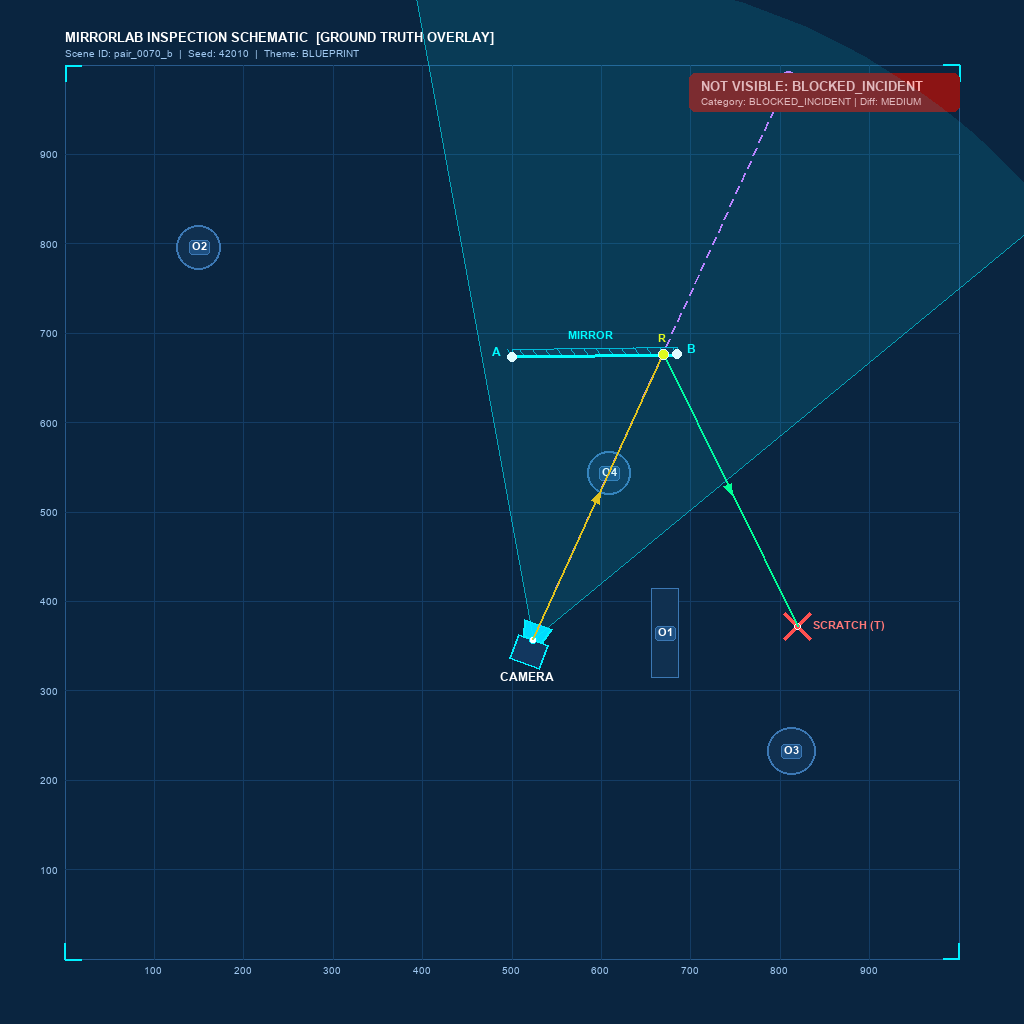 MIRRORLAB INSPECTION SCHEMATIC  [GROUND TRUTH OVERLAY]
Scene ID: pair_0070_b  |  Seed: 42010  |  Theme: BLUEPRINT
NOT VISIBLE: BLOCKED_INCIDENT
Category: BLOCKED_INCIDENT | Diff: MEDIUM
900
800
O2
700
MIRROR
R
A
B
600
O4
500
400
SCRATCH (T)
O1
CAMERA
300
O3
200
100
100 200 300 400 500 600 700 800 900